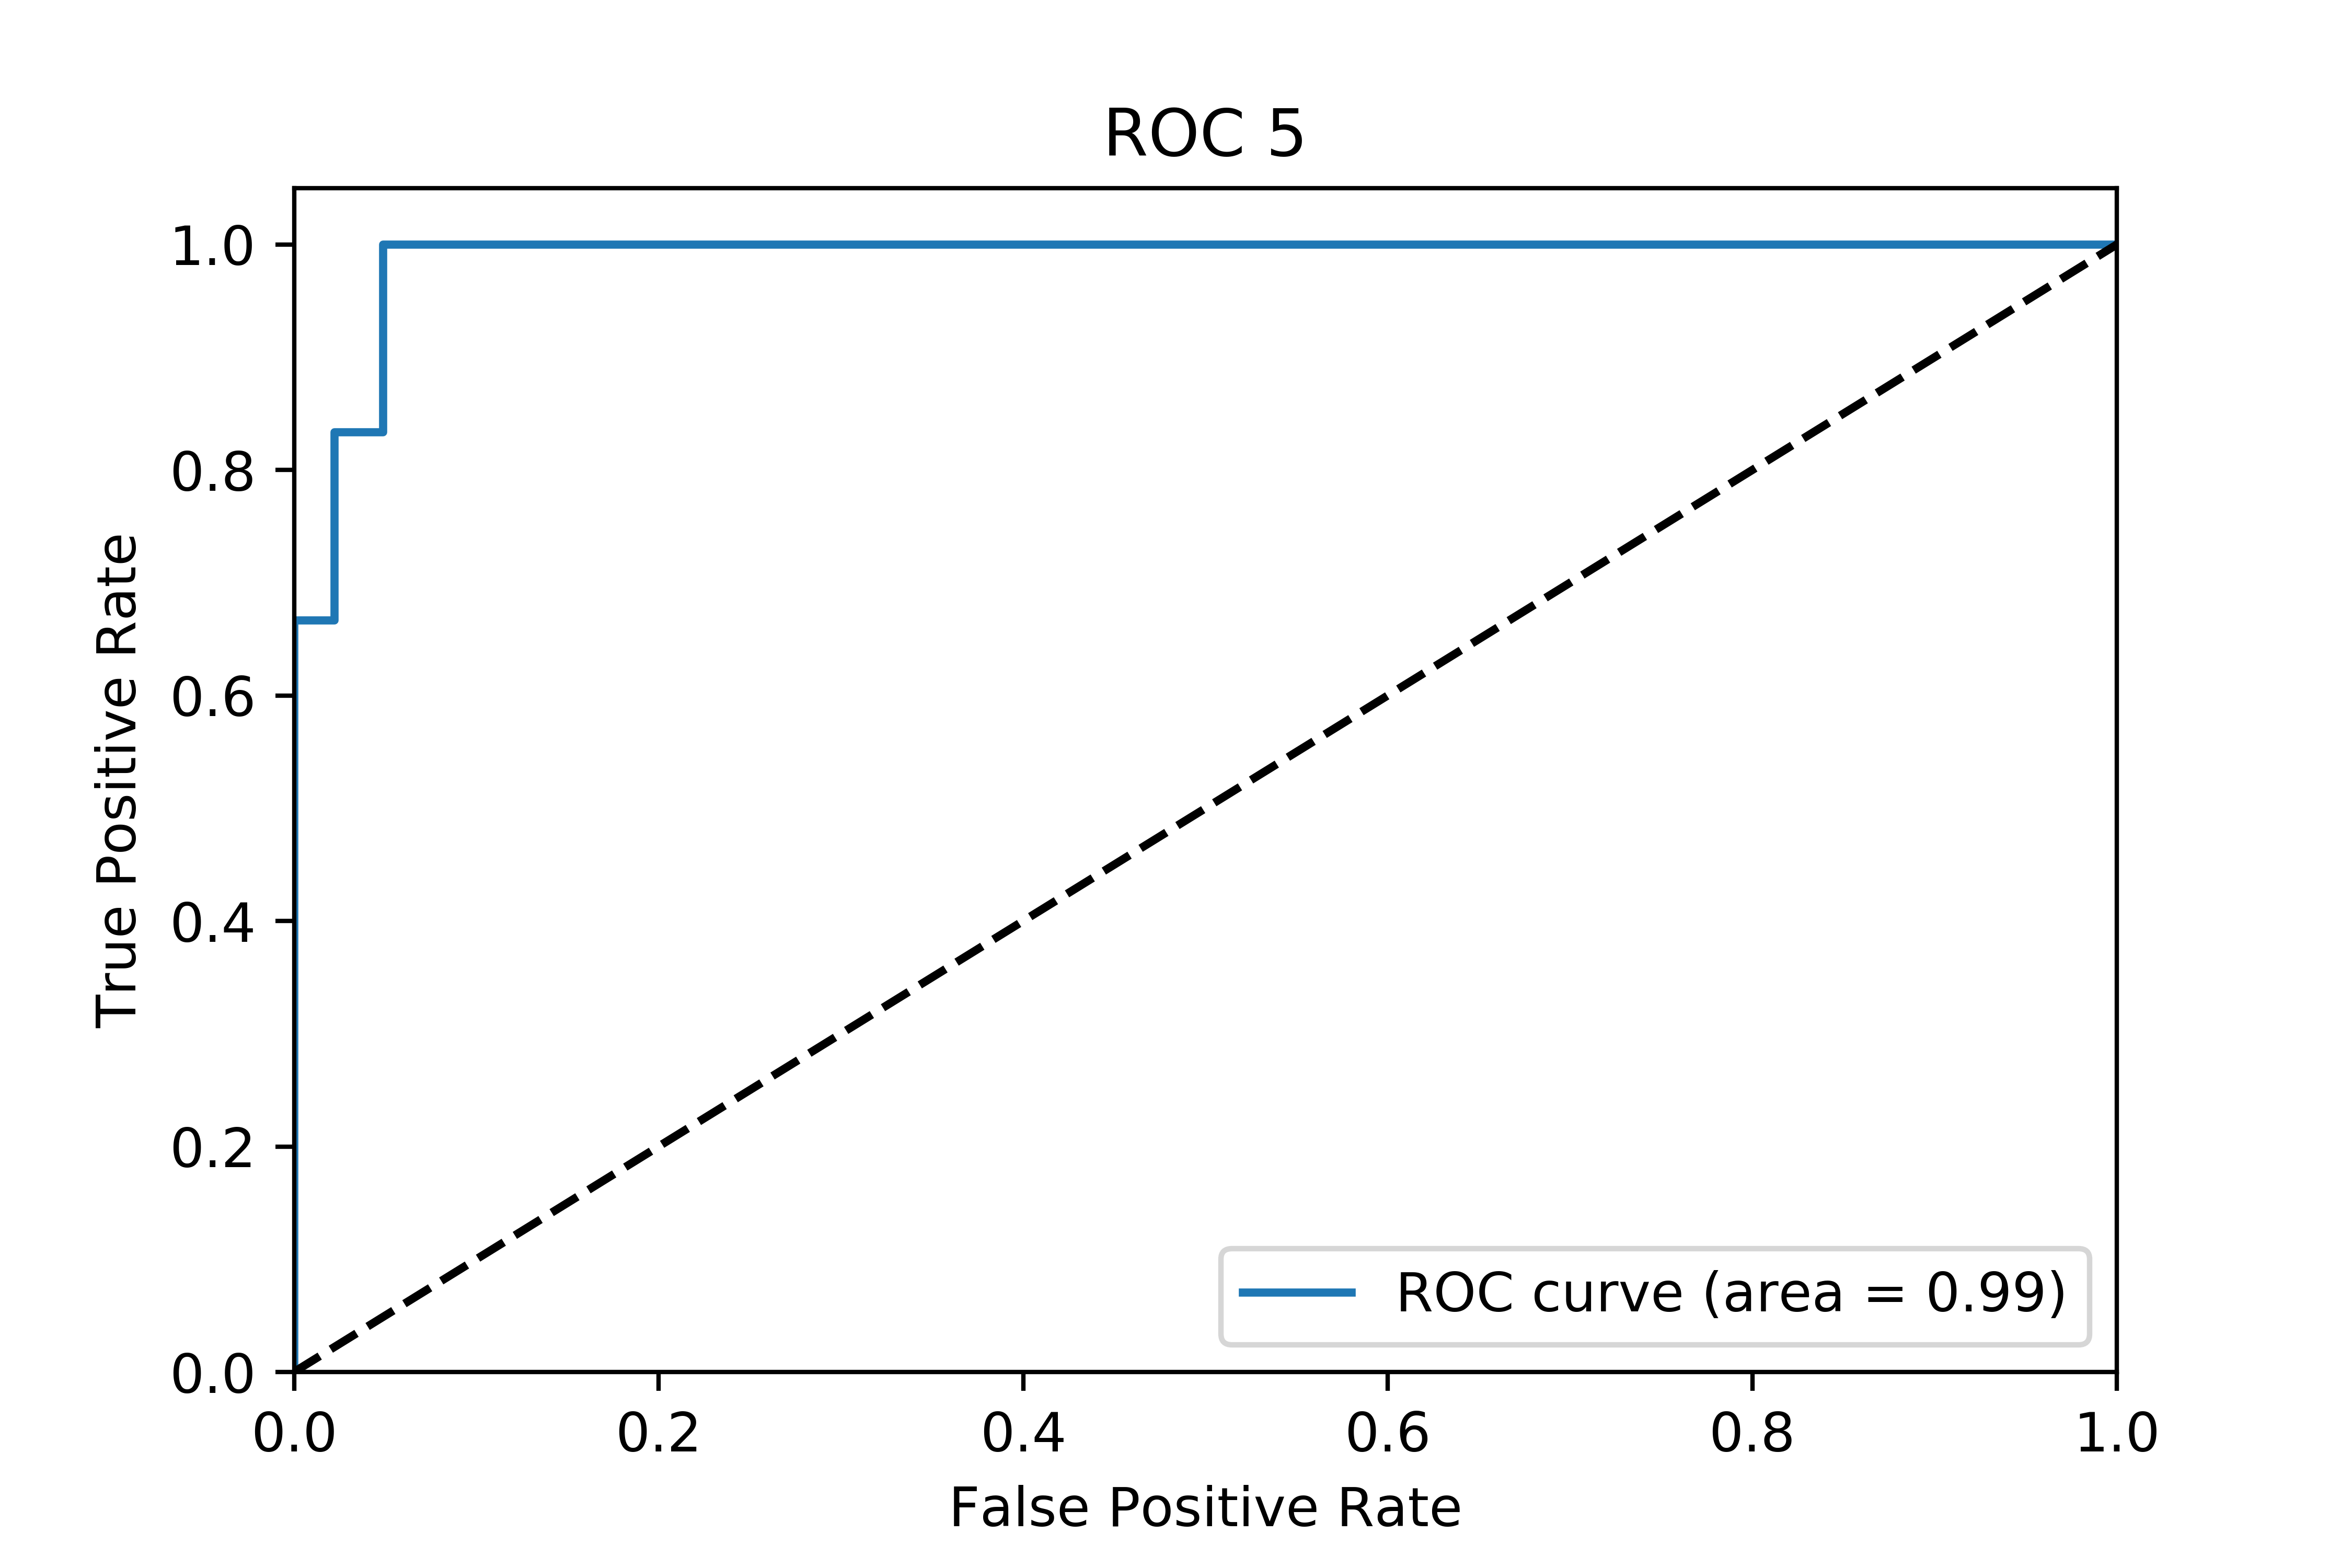 ROC 5
1.0
0.8
0.6
0.4
0.2
0.0
True Positive Rate
ROC curve (area = 0.99)
0.0 0.2 0.4 0.6 0.8 1.0
False Positive Rate